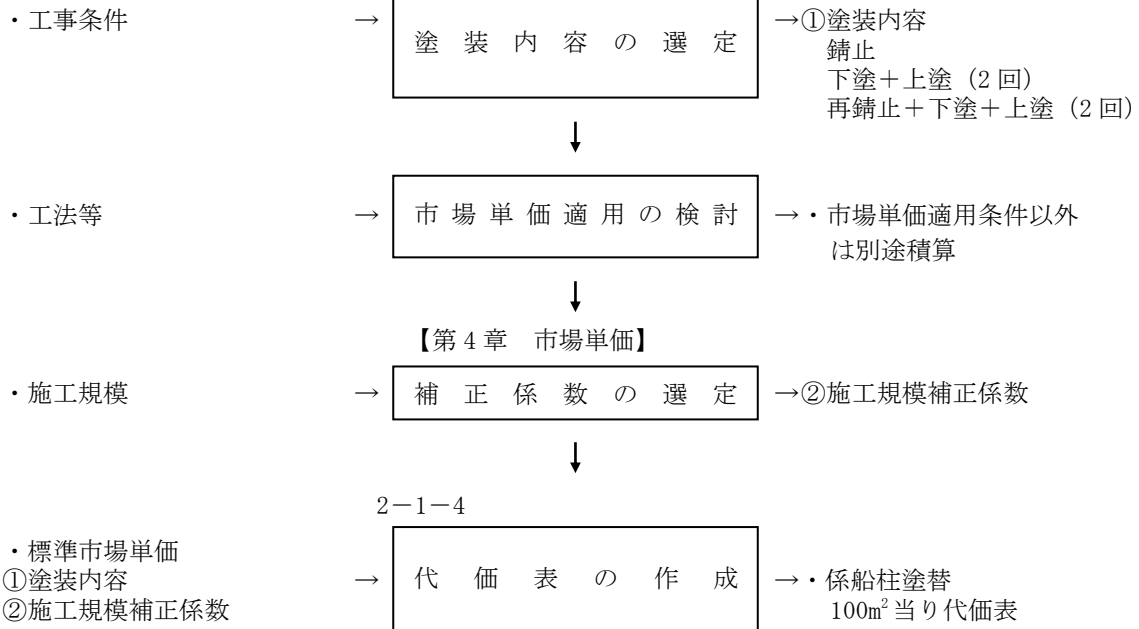 ・工事条件 → 塗装内容の選定 →①塗装内容
錆止
下塗＋上塗（2回）
再錆止＋下塗＋上塗（2回）
↓
・工法等 → 市場単価適用の検討 →・市場単価適用条件以外
は別途積算
↓
【第4章　市場単価】
・施工規模 → 補正係数の選定 →②施工規模補正係数
↓
2－1－4
・標準市場単価
①塗装内容 → 代価表の作成 →・係船柱塗替
②施工規模補正係数 100m²当り代価表